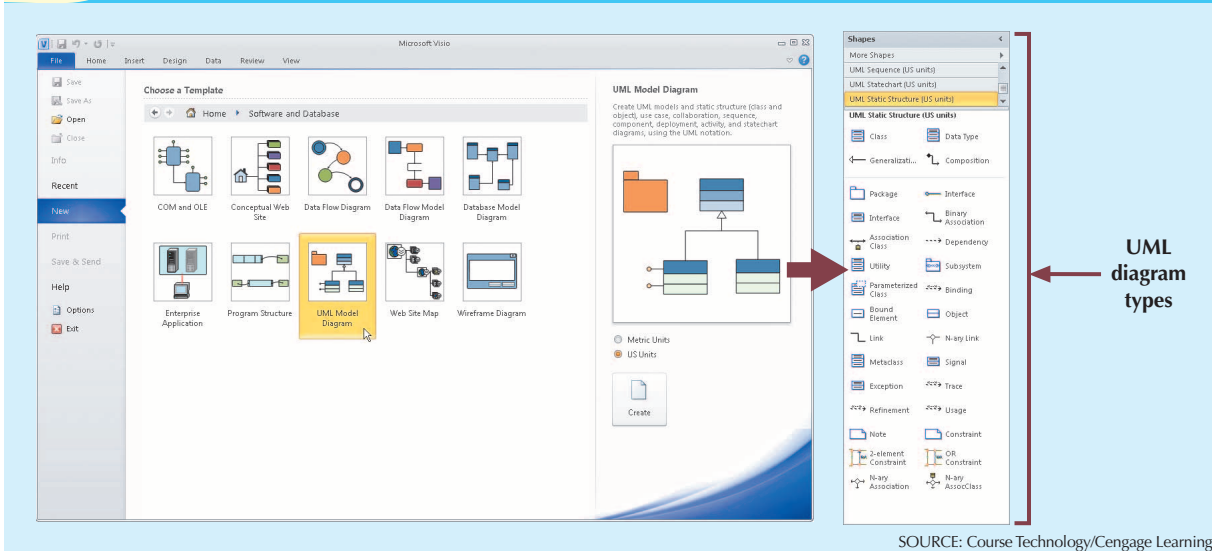 Microsoft Visio
File Home Insert Design Data Review View
Save
Save As
Open
Close
Info
Recent
New
Print
Save & Send
Help
Options
Exit
Choose a Template
Home Software and Database
COM and OLE
Conceptual Web
Site
Data Flow Diagram
Data Flow Model
Diagram
Database Model
Diagram
Enterprise
Application
Program Structure
UML Model
Diagram
Web Site Map
Wireframe Diagram
UML Model Diagram
Create UML models and static structure (class and
object), use case, collaboration, sequence,
component, deployment, activity, and statechart
diagrams, using the UML notation.
Metric Units
US Units
Create
Shapes
More Shapes
UML Sequence (US units)
UML Statechart (US units)
UML Static Structure (US units)
UML Static Structure (US units)
Class Data Type
Generalizati... Composition
Package Interface
Interface Binary
Association
Association
Class Dependency
Utility Subsystem
Parameterized
Class Binding
Bound
Element Object
Link N-ary Link
Metaclass Signal
Exception Trace
Refinement Usage
Note Constraint
2-element
Constraint OR
Constraint
N-ary
Association N-ary
AssocClass
UML
diagram
types
SOURCE: Course Technology/Cengage Learning